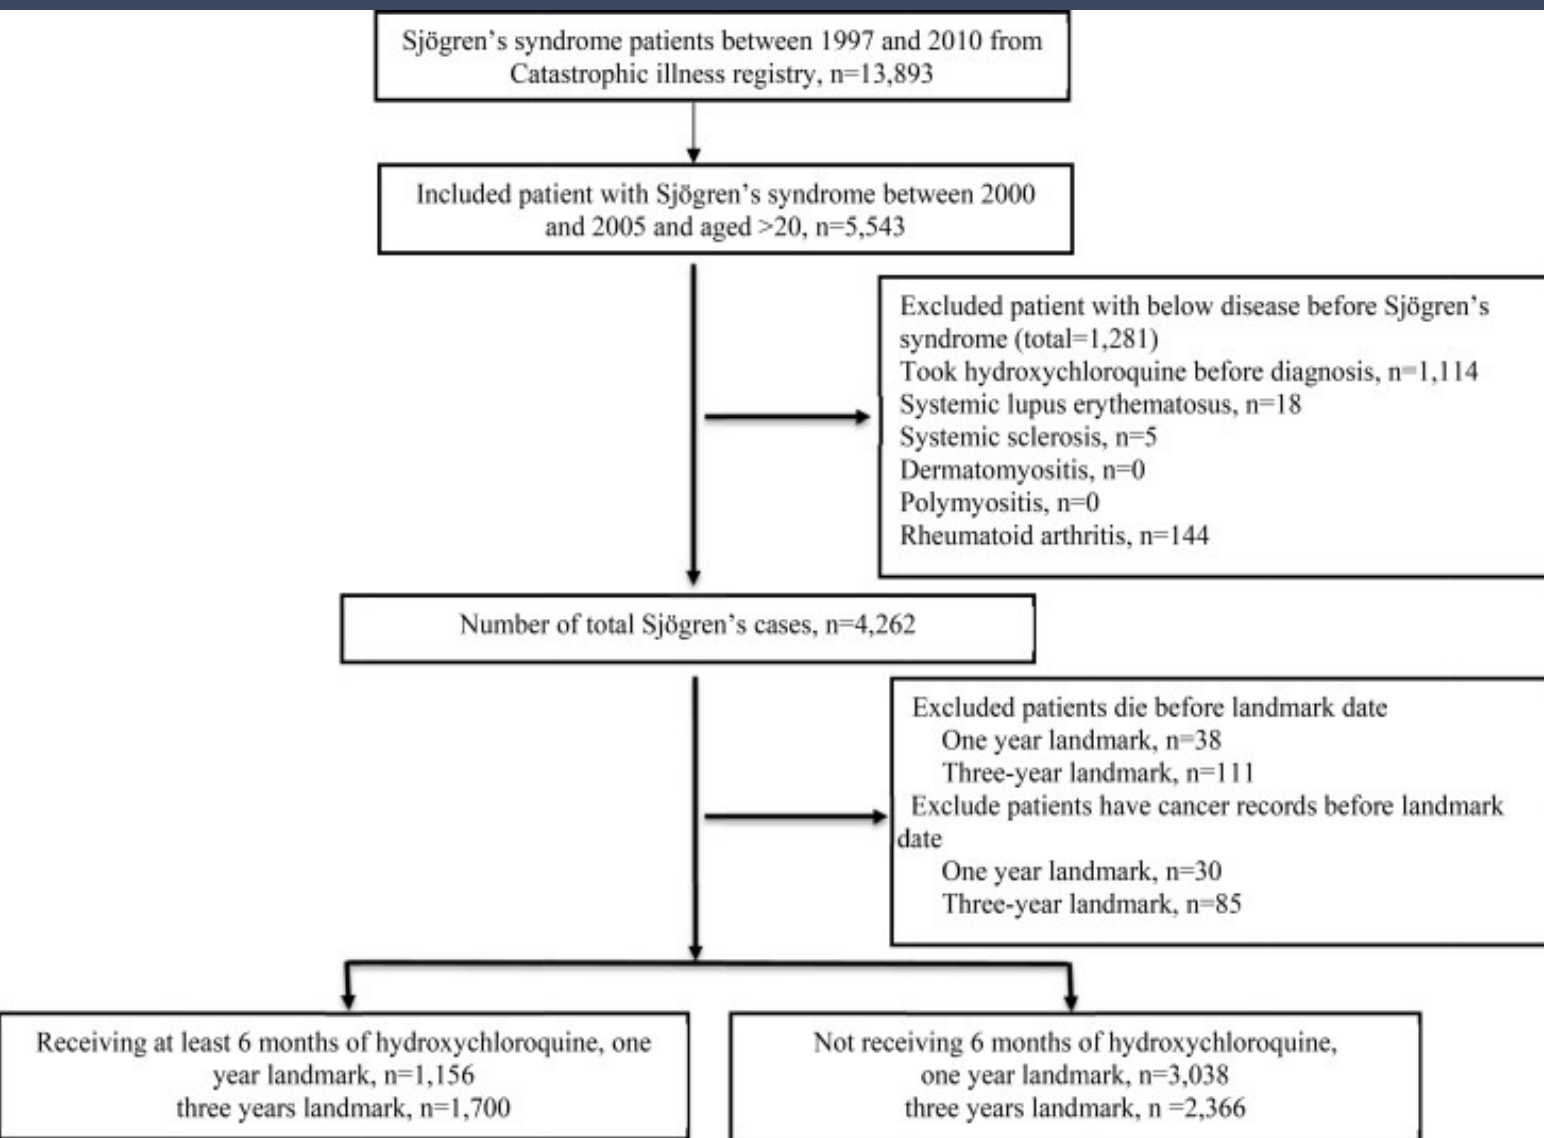 Sjögren’s syndrome patients between 1997 and 2010 from
Catastrophic illness registry, n=13,893
Included patient with Sjögren’s syndrome between 2000
and 2005 and aged >20, n=5,543
Excluded patient with below disease before Sjögren’s
syndrome (total=1,281)
Took hydroxychloroquine before diagnosis, n=1,114
Systemic lupus erythematosus, n=18
Systemic sclerosis, n=5
Dermatomyositis, n=0
Polymyositis, n=0
Rheumatoid arthritis, n=144
Number of total Sjögren’s cases, n=4,262
Excluded patients die before landmark date
One year landmark, n=38
Three-year landmark, n=111
Exclude patients have cancer records before landmark
date
One year landmark, n=30
Three-year landmark, n=85
Receiving at least 6 months of hydroxychloroquine, one
year landmark, n=1,156
three years landmark, n=1,700
Not receiving 6 months of hydroxychloroquine,
one year landmark, n=3,038
three years landmark, n =2,366